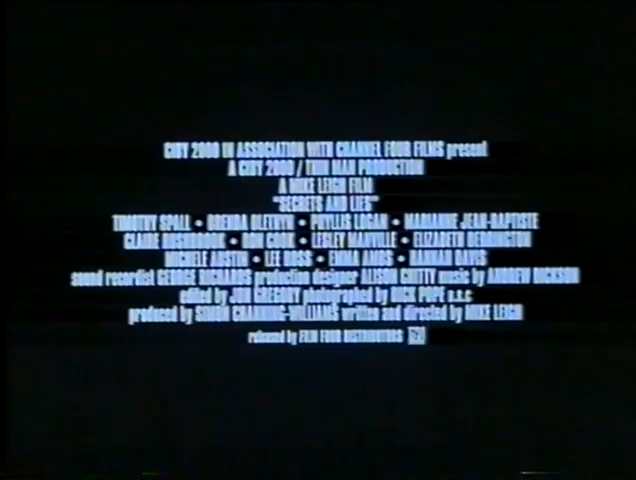 CIBY 2000 IN ASSOCIATION WITH CHANNEL FOUR FILMS present
A CIBY 2000 / THIN MAN PRODUCTION
A MIKE LEIGH FILM
"SECRETS AND LIES"
TIMOTHY SPALL • BRENDA BLETHYN • PHYLLIS LOGAN • MARIANNE JEAN-BAPTISTE
CLAIRE RUSHBROOK • RON COOK • LESLEY MANVILLE • ELIZABETH BERRINGTON
MICHELE AUSTIN • LEE ROSS • EMMA AMOS • HANNAH DAVIS
sound recordist GEORGE RICHARDS production designer ALISON CHITTY music by ANDREW DICKSON
edited by JON GREGORY photographed by DICK POPE B.S.C
produced by SIMON CHANNING-WILLIAMS written and directed by MIKE LEIGH
released by FILM FOUR DISTRIBUTORS